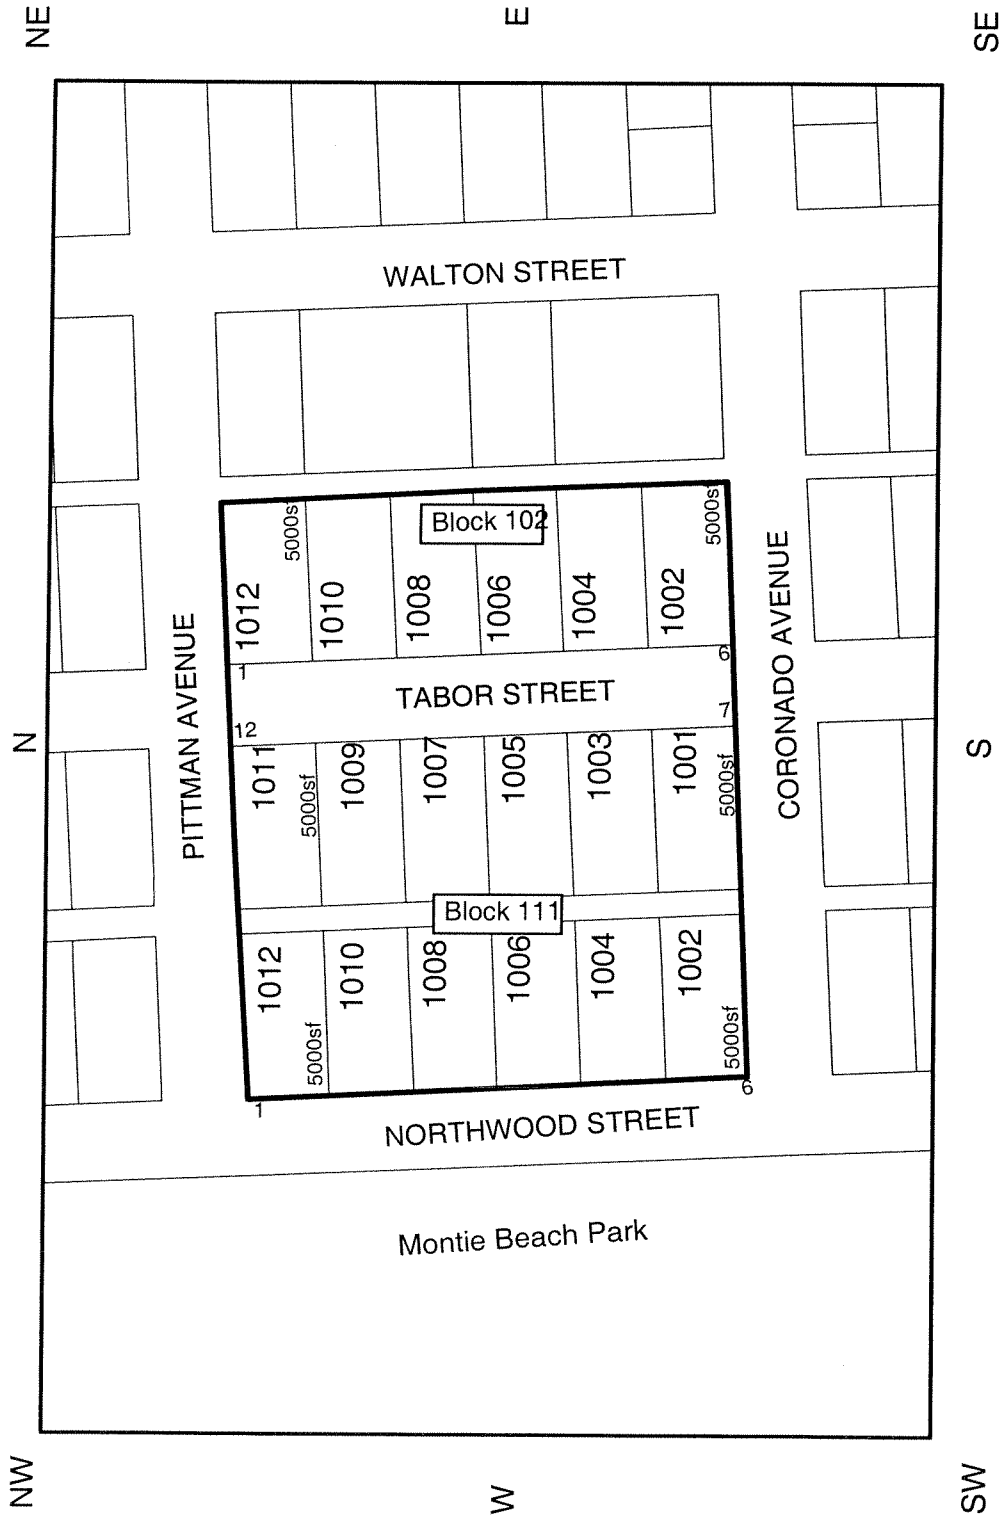 NE
E
SE
WALTON STREET
5000sf
Block 102
5000sf
1012
1010
1008
1006
1004
1002
PITTMAN AVENUE
CORONADO AVENUE
1
6
TABOR STREET
12
7
N
S
1011
5000sf
1009
1007
1005
1003
1001
5000sf
Block 111
1012
1010
1008
1006
1004
1002
5000sf
5000sf
1
6
NORTHWOOD STREET
Montie Beach Park
NW
W
SW